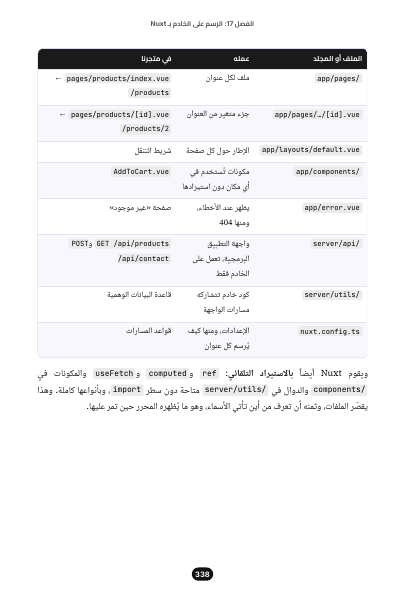 الفصل 17: الرسم على الخادم بـ Nuxt
الملف أو المجلد	عمله	في متجرنا
app/pages/	ملف لكل عنوان	pages/products/index.vue ←
/products
app/pages/…/[id].vue	جزء متغير من العنوان	pages/products/[id].vue ←
/products/2
app/layouts/default.vue	الإطار حول كل صفحة	شريط التنقل
app/components/	مكونات تُستخدم في	AddToCart.vue
أي مكان دون استيرادها
app/error.vue	يظهر عند الأخطاء،	صفحة «غير موجود»
ومنها 404
server/api/	واجهة التطبيق	GET /api/products وPOST
البرمجية، تعمل على	/api/contact
الخادم فقط
server/utils/	كود خادم تتشاركه	قاعدة البيانات الوهمية
مسارات الواجهة
nuxt.config.ts	الإعدادات، ومنها كيف	قواعد المسارات
يُرسم كل عنوان
ويقوم Nuxt أيضاً بالاستيراد التلقائي: ref و computed و useFetch والمكونات في
components/ والدوال في server/utils/ متاحة دون سطر import، وبأنواعها كاملة. وهذا
يقصّر الملفات، وثمنه أن تعرف من أين تأتي الأسماء، وهو ما يُظهره المحرر حين تمر عليها.
338